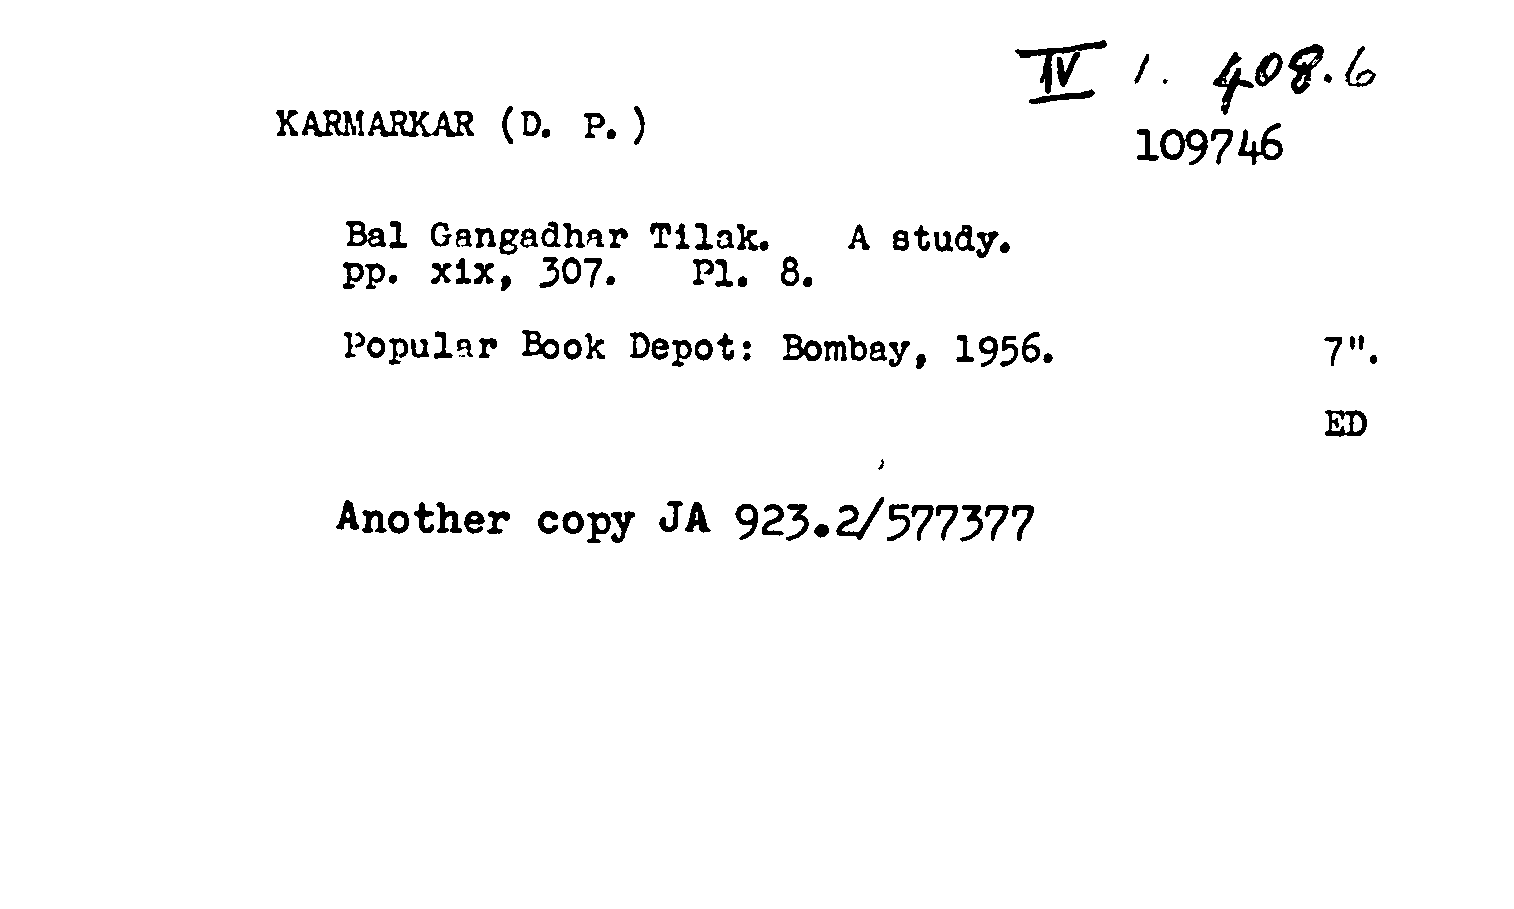 IV 1. 408.6
KARMARKAR (D. P.)
109746
Bal Gangadhar Tilak. A study.
pp. xix, 307. Pl. 8.
Popular Book Depot: Bombay, 1956. 7".
ED
Another copy JA 923.2/577377